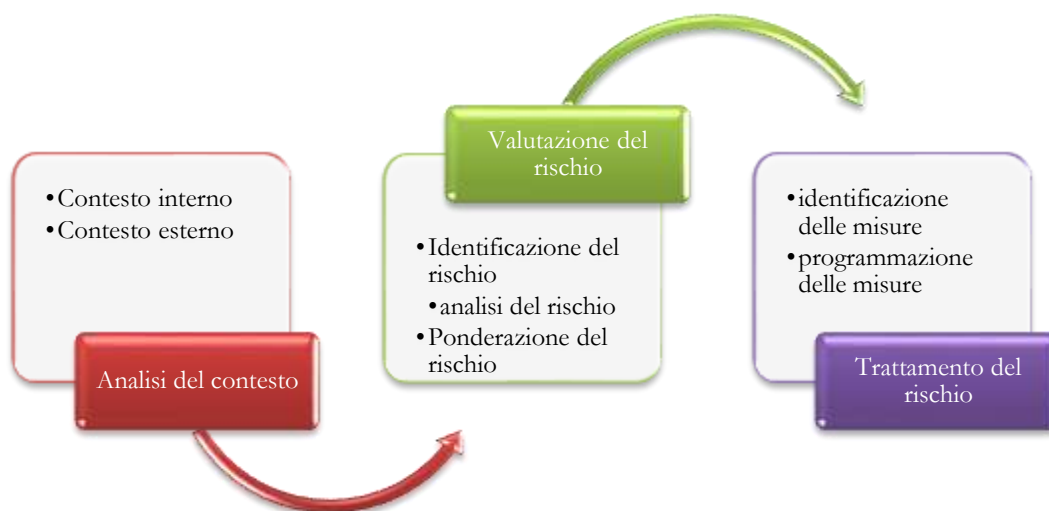 •Contesto interno
•Contesto esterno
Analisi del contesto
Valutazione del
rischio
•Identificazione del
rischio
•analisi del rischio
•Ponderazione del
rischio
•identificazione
delle misure
•programmazione
delle misure
Trattamento del
rischio